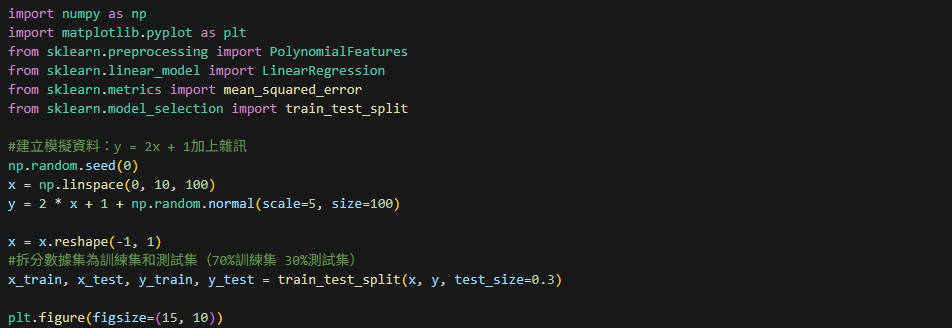 import numpy as np
import matplotlib.pyplot as plt
from sklearn.preprocessing import PolynomialFeatures
from sklearn.linear_model import LinearRegression
from sklearn.metrics import mean_squared_error
from sklearn.model_selection import train_test_split

#建立模擬資料：y = 2x + 1加上雜訊
np.random.seed(0)
x = np.linspace(0, 10, 100)
y = 2 * x + 1 + np.random.normal(scale=5, size=100)

x = x.reshape(-1, 1)
#拆分數據集為訓練集和測試集（70%訓練集 30%測試集）
x_train, x_test, y_train, y_test = train_test_split(x, y, test_size=0.3)

plt.figure(figsize=(15, 10))